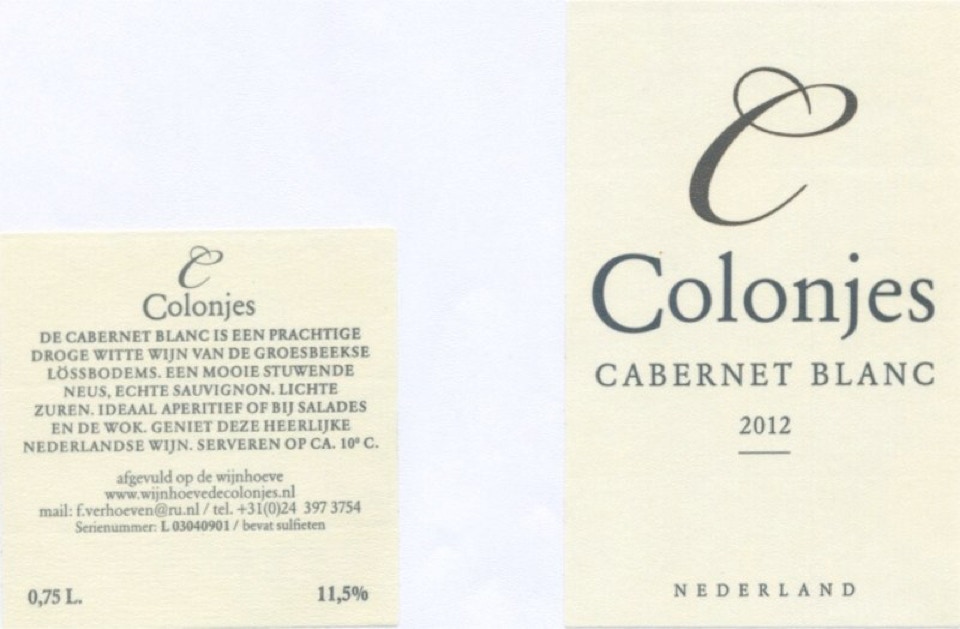 C
Colonjes
DE CABERNET BLANC IS EEN PRACHTIGE
DROGE WITTE WIJN VAN DE GROESBEEKSE
LÖSSBODEMS. EEN MOOIE STUWENDE
NEUS, ECHTE SAUVIGNON. LICHTE
ZUREN. IDEAAL APERITIEF OF BIJ SALADES
EN DE WOK. GENIET DEZE HEERLIJKE
NEDERLANDSE WIJN. SERVEREN OP CA. 10º C.
afgevuld op de wijnhoeve
www.wijnhoevedecolonjes.nl
mail: f.verhoeven@ru.nl / tel. +31(0)24 397 3754
Serienummer: L 03040901 / bevat sulfieten
0,75 L. 11,5%
C
Colonjes
CABERNET BLANC
2012
NEDERLAND